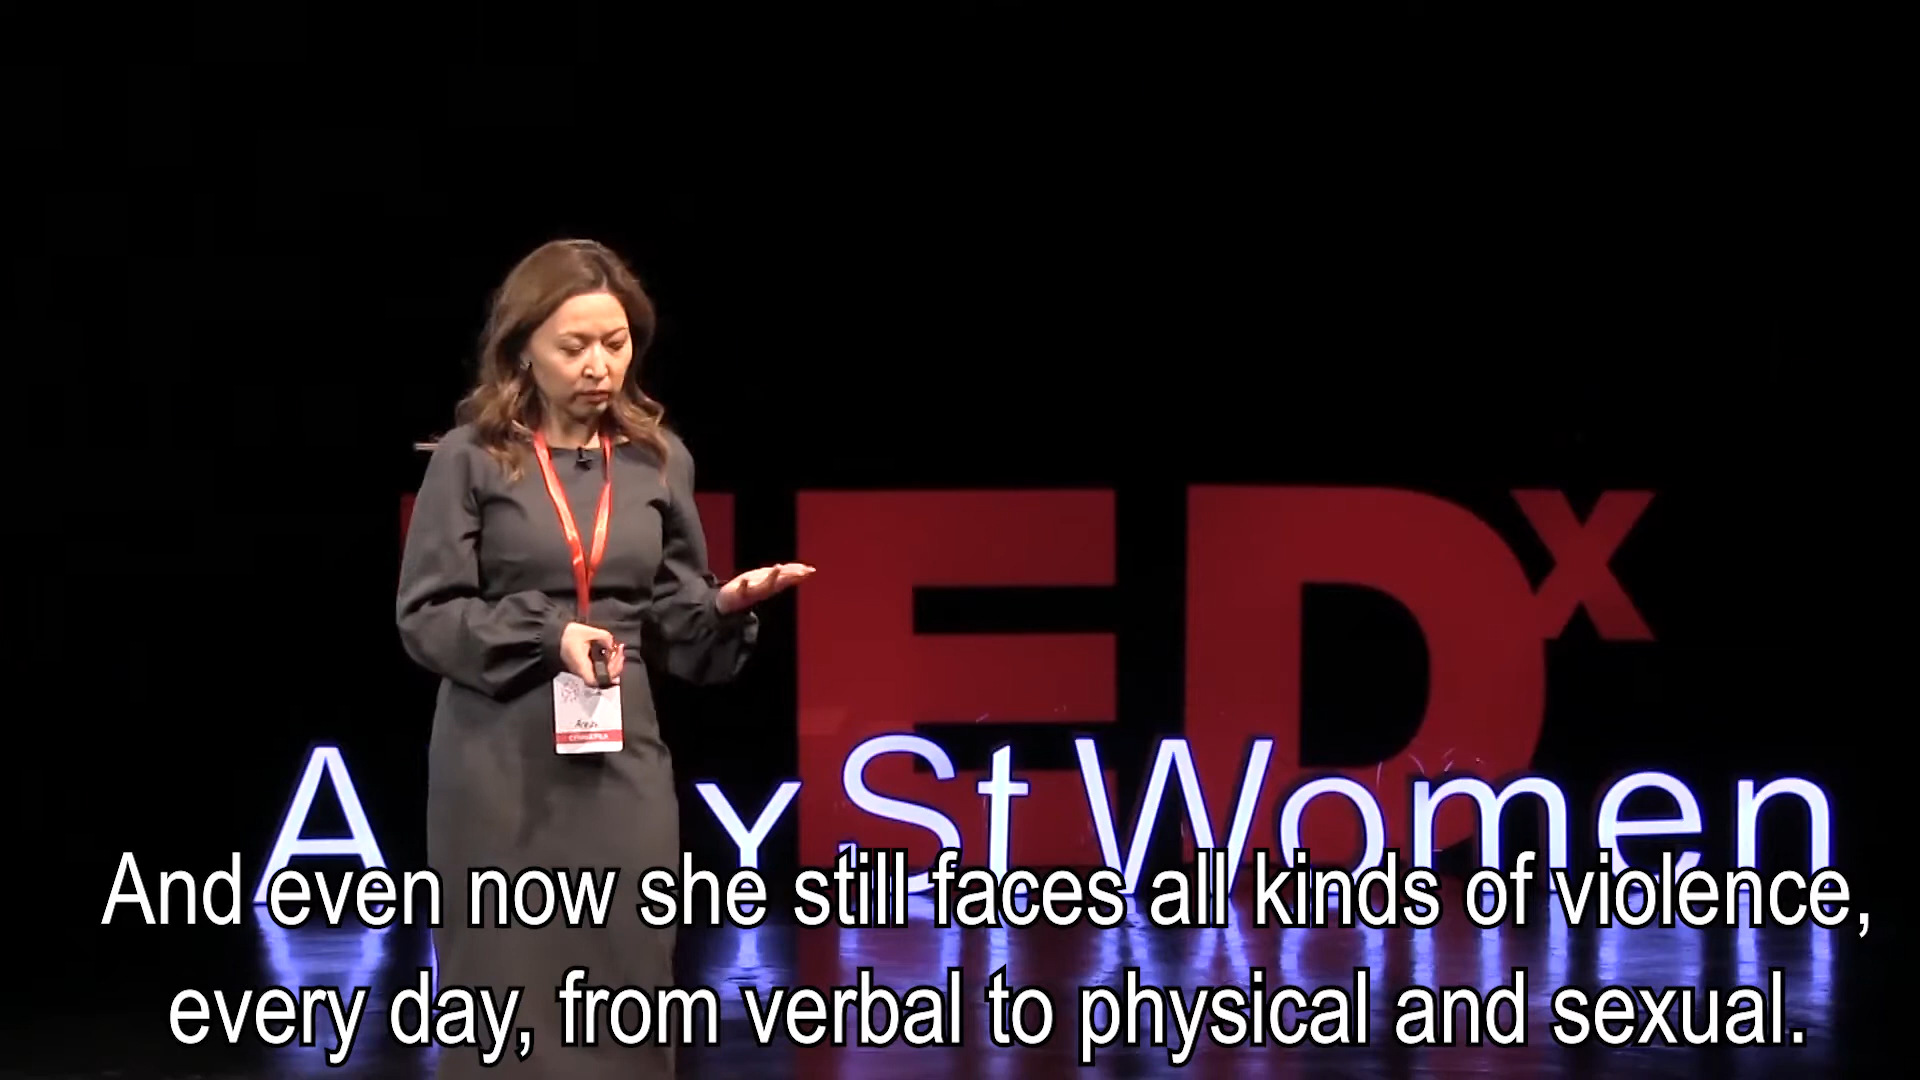 EDx
A y St Women
And even now she still faces all kinds of violence,
every day, from verbal to physical and sexual.